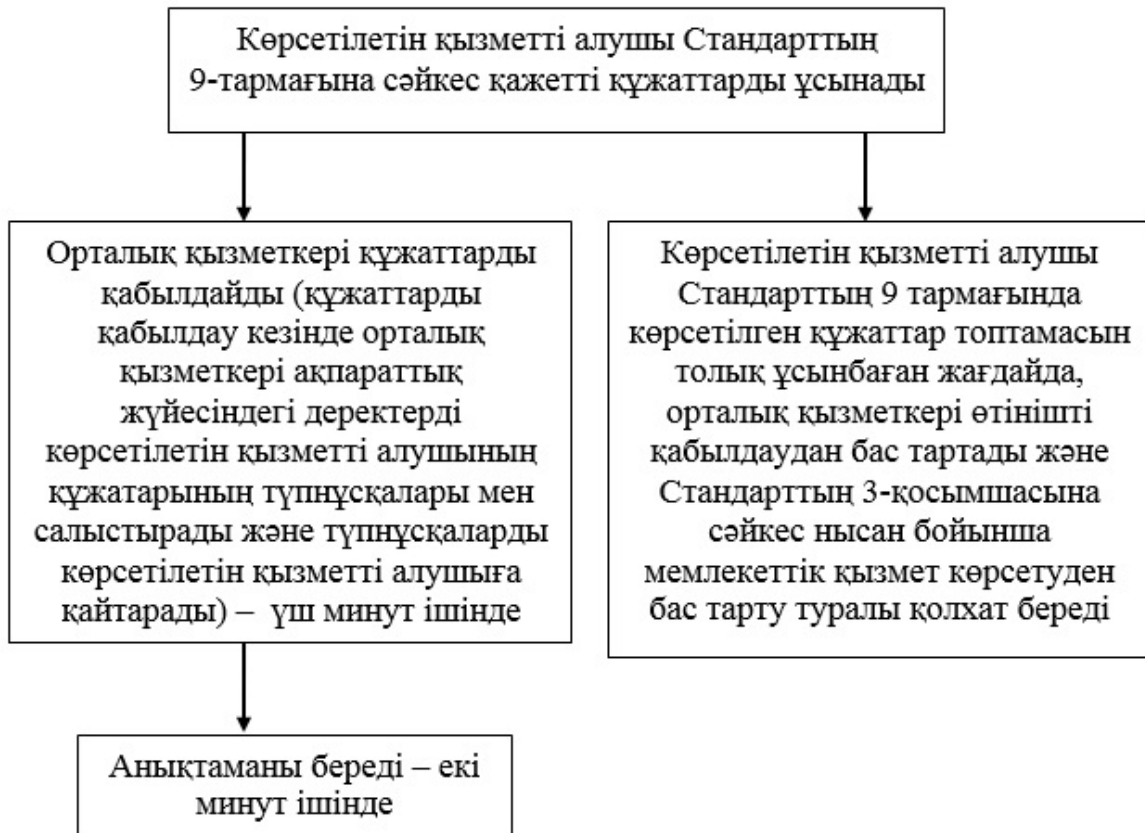 Көрсетілетін қызметті алушы Стандарттың
9-тармағына сәйкес қажетті құжаттарды ұсынады
Орталық қызметкері құжаттарды
қабылдайды (құжаттарды
қабылдау кезінде орталық
қызметкері ақпараттық
жүйесіндегі деректерді
көрсетілетін қызметті алушының
құжатарының түпнұсқалары мен
салыстырады және түпнұсқаларды
көрсетілетін қызметті алушыға
қайтарады) – үш минут ішінде
Көрсетілетін қызметті алушы
Стандарттың 9 тармағында
көрсетілген құжаттар топтамасын
толық ұсынбаған жағдайда,
орталық қызметкері өтінішті
қабылдаудан бас тартады және
Стандарттың 3-қосымшасына
сәйкес нысан бойынша
мемлекеттік қызмет көрсетуден
бас тарту туралы қолхат береді
Анықтаманы береді – екі
минут ішінде